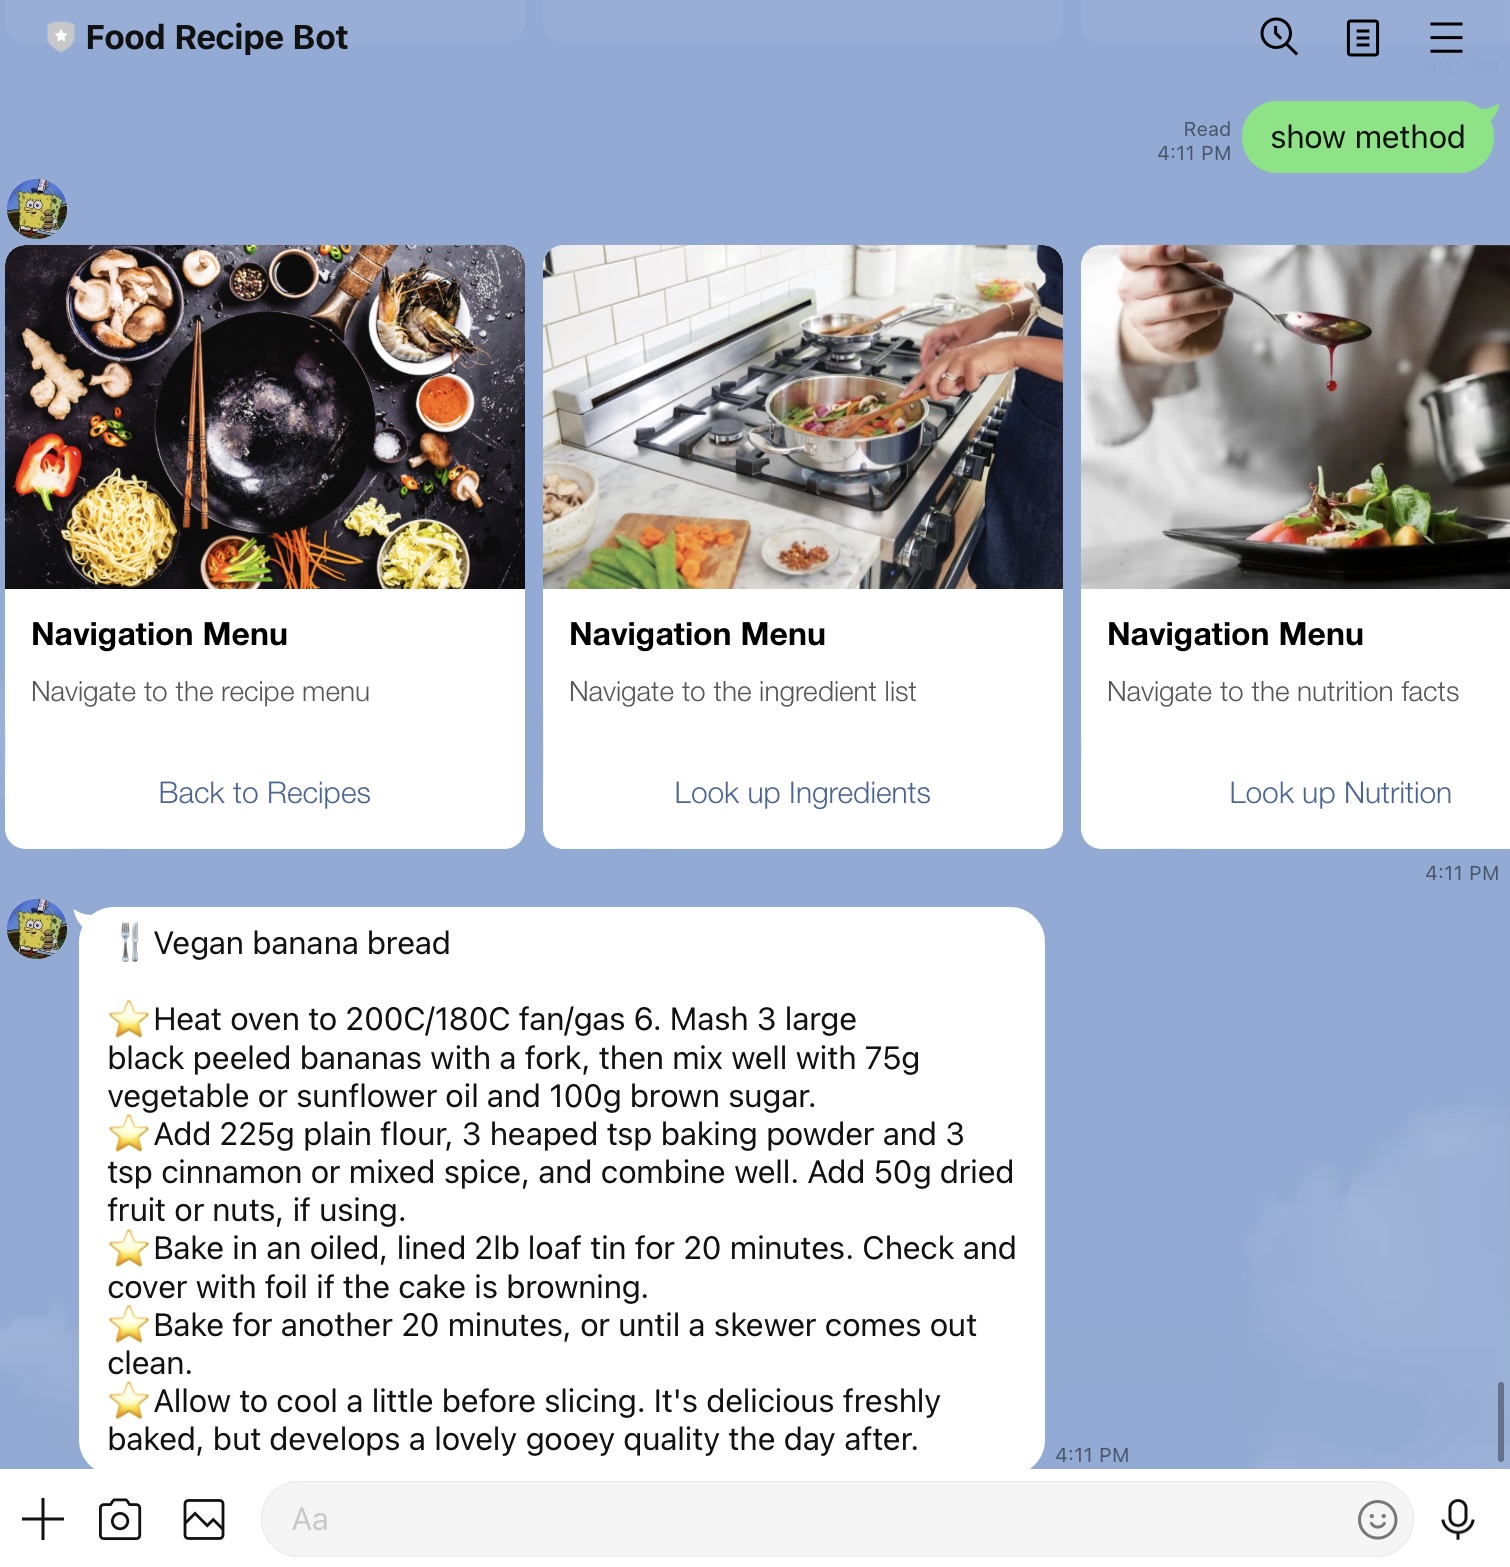 Food Recipe Bot
4:11 PM
Read
4:11 PM
show method
Navigation Menu
Navigate to the recipe menu
Back to Recipes
Navigation Menu
Navigate to the ingredient list
Look up Ingredients
Navigation Menu
Navigate to the nutrition facts
Look up Nutrition
4:11 PM
🍴 Vegan banana bread
⭐Heat oven to 200C/180C fan/gas 6. Mash 3 large
black peeled bananas with a fork, then mix well with 75g
vegetable or sunflower oil and 100g brown sugar.
⭐Add 225g plain flour, 3 heaped tsp baking powder and 3
tsp cinnamon or mixed spice, and combine well. Add 50g dried
fruit or nuts, if using.
⭐Bake in an oiled, lined 2lb loaf tin for 20 minutes. Check and
cover with foil if the cake is browning.
⭐Bake for another 20 minutes, or until a skewer comes out
clean.
⭐Allow to cool a little before slicing. It's delicious freshly
baked, but develops a lovely gooey quality the day after.
4:11 PM
Aa